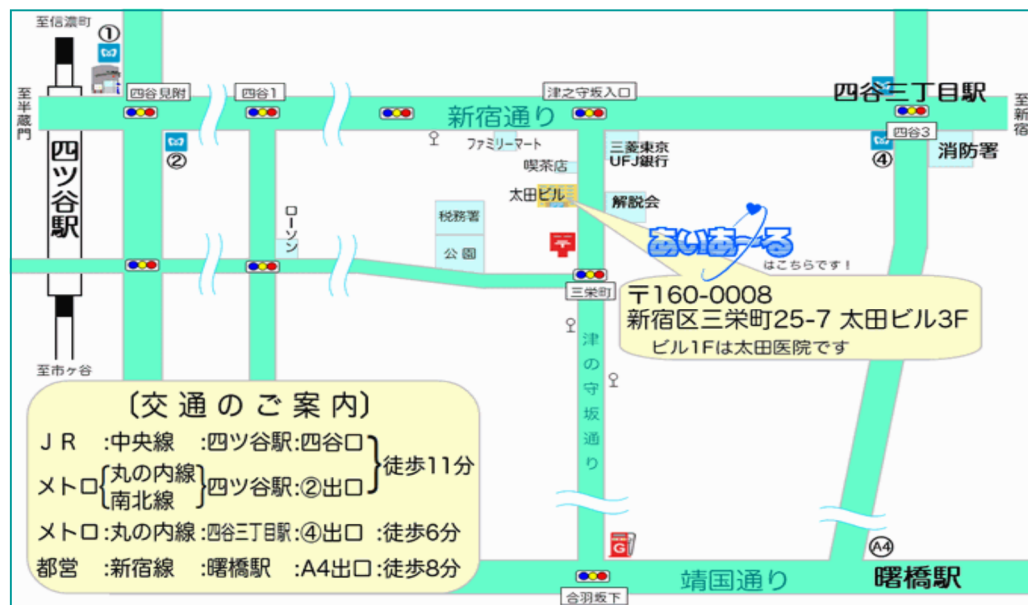 至信濃町
①
至半蔵門
四谷見附
四谷1
津之守坂入口
四谷三丁目駅
至新宿
新宿通り
四谷3
②
ファミリーマート
三菱東京
UFJ銀行
④
消防署
四ツ谷駅
喫茶店
太田ビル
解説会
ローソン
税務署
公園
〒
あいあ〜る
はこちらです！
三栄町
〒160-0008
新宿区三栄町25-7 太田ビル3F
ビル1Fは太田医院です
津の守坂通り
至市ヶ谷
〔交通のご案内〕
ＪＲ :中央線 :四ツ谷駅:四谷口
徒歩11分
メトロ{丸の内線 南北線}四ツ谷駅:②出口
メトロ:丸の内線:四谷三丁目駅:④出口 :徒歩6分
都営 :新宿線 :曙橋駅 :A4出口:徒歩8分
G
A4
靖国通り
曙橋駅
合羽坂下